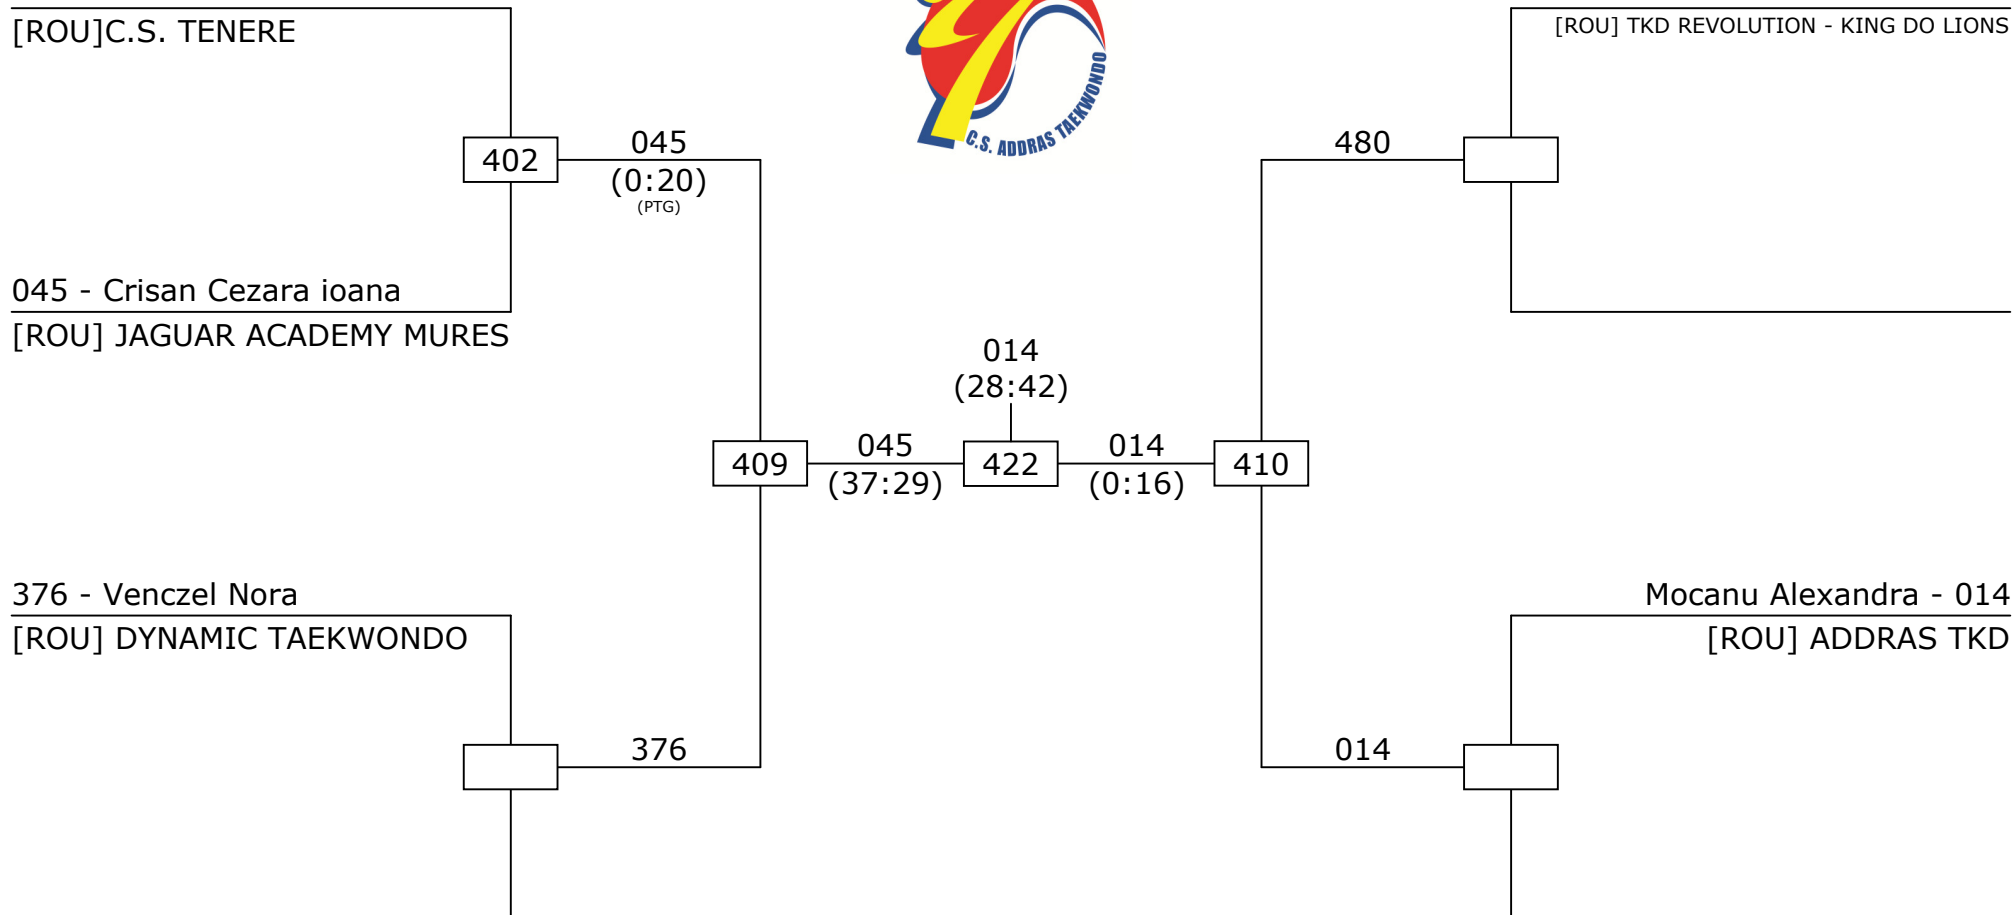 [ROU]C.S. TENERE
[ROU] TKD REVOLUTION - KING DO LIONS
C.S. ADDRAS TAEKWONDO
402
045
(0:20)
(PTG)
480
045 - Crisan Cezara ioana
[ROU] JAGUAR ACADEMY MURES
014
(28:42)
409
045
(37:29)
422
014
(0:16)
410
376 - Venczel Nora
[ROU] DYNAMIC TAEKWONDO
Mocanu Alexandra - 014
[ROU] ADDRAS TKD
376
014